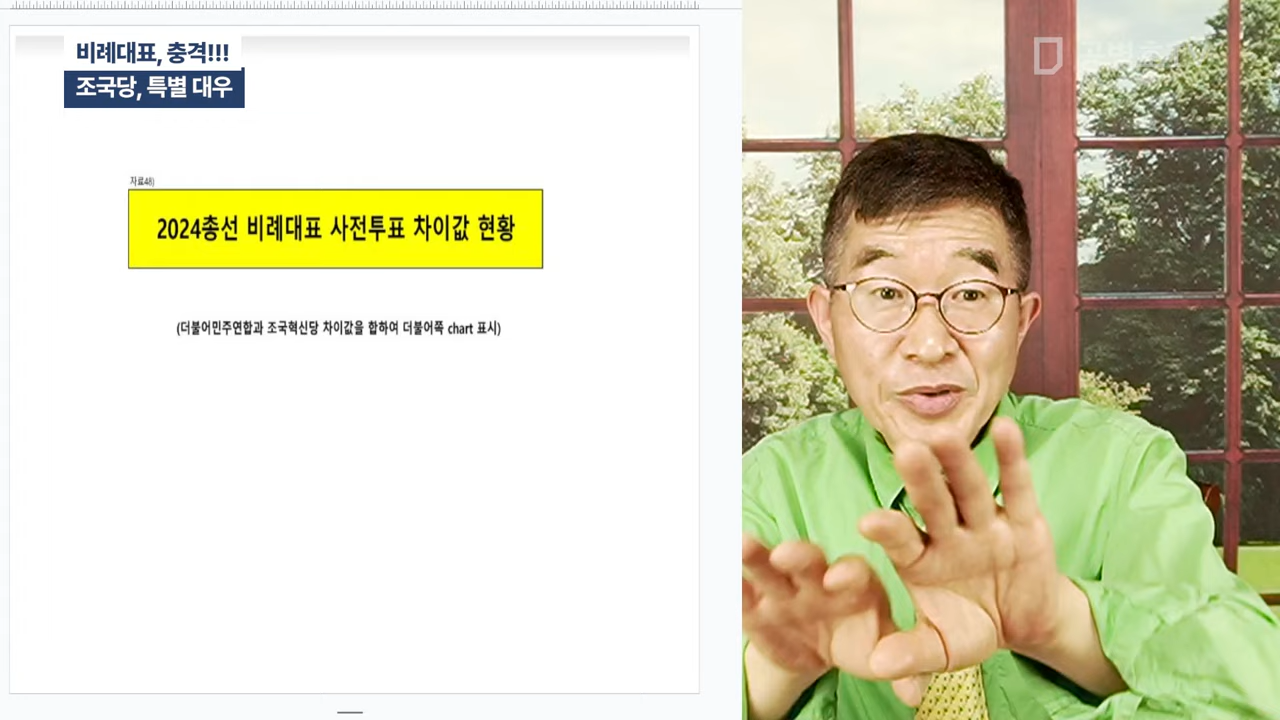 비례대표, 충격!!!
조국당, 특별 대우
자료48)
2024총선 비례대표 사전투표 차이값 현황
(더불어민주연합과 조국혁신당 차이값을 합하여 더불어쪽 chart 표시)